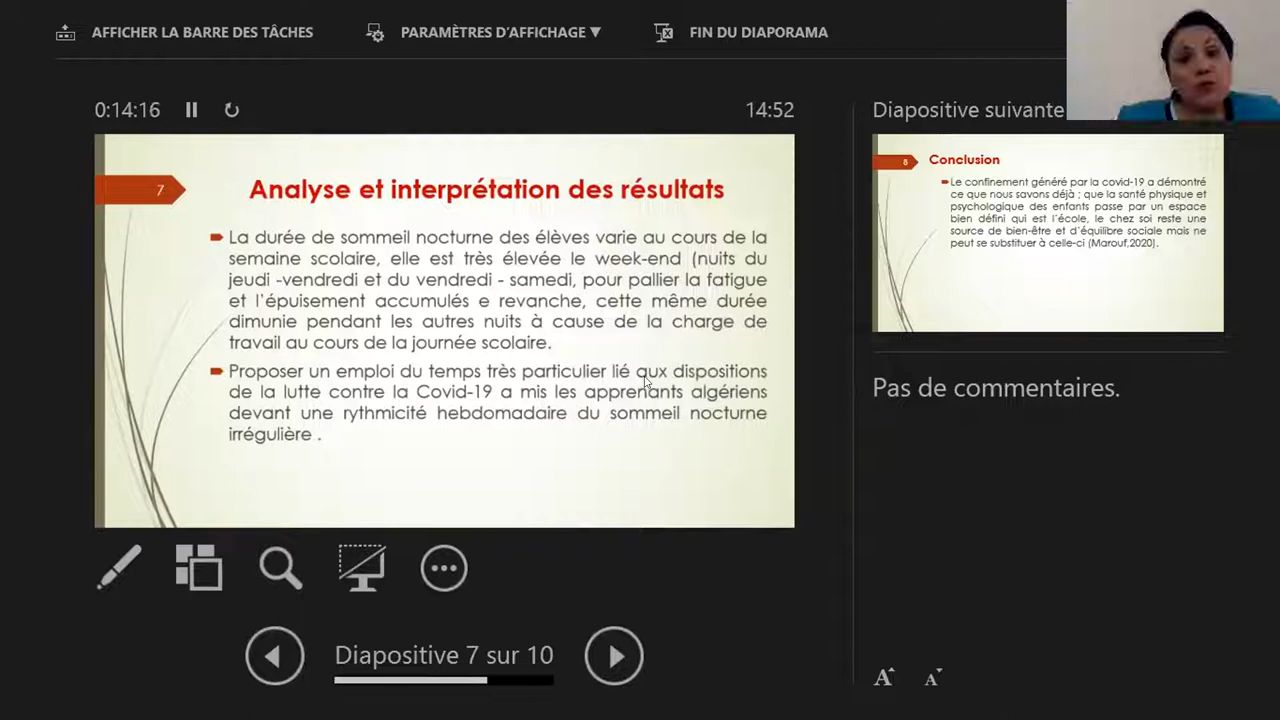 AFFICHER LA BARRE DES TÂCHES
PARAMÈTRES D'AFFICHAGE ▼
FIN DU DIAPORAMA
0:14:16
14:52
7
Analyse et interprétation des résultats
La durée de sommeil nocturne des élèves varie au cours de la
semaine scolaire, elle est très élevée le week-end (nuits du
jeudi -vendredi et du vendredi - samedi, pour pallier la fatigue
et l'épuisement accumulés e revanche, cette même durée
dimunie pendant les autres nuits à cause de la charge de
travail au cours de la journée scolaire.
Proposer un emploi du temps très particulier lié aux dispositions
de la lutte contre la Covid-19 a mis les apprenants algériens
devant une rythmicité hebdomadaire du sommeil nocturne
irrégulière .
Diapositive 7 sur 10
Diapositive suivante
8
Conclusion
Le confinement généré par la covid-19 a démontré
ce que nous savons déjà ; que la santé physique et
psychologique des enfants passe par un espace
bien défini qui est l'école, le chez soi reste une
source de bien-être et d'équilibre sociale mais ne
peut se substituer à celle-ci (Marouf,2020).
Pas de commentaires.
A A